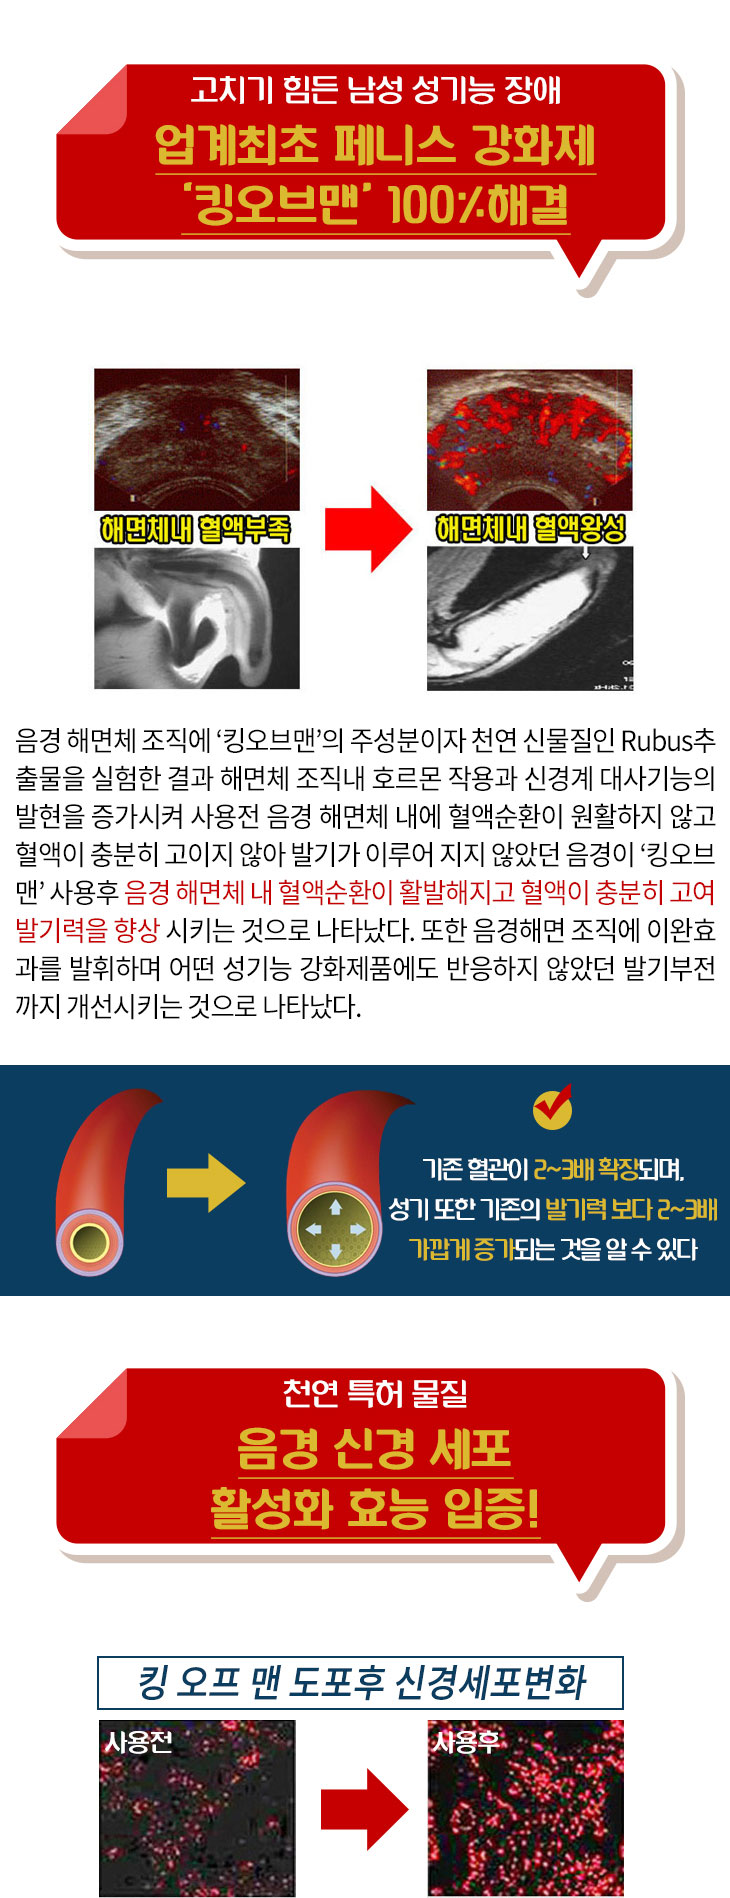 고치기 힘든 남성 성기능 장애
업계최초 페니스 강화제
‘킹오브맨’ 100%해결
해면체내 혈액부족
해면체내 혈액왕성
음경 해면체 조직에 ‘킹오브맨’의 주성분이자 천연 신물질인 Rubus추
출물을 실험한 결과 해면체 조직내 호르몬 작용과 신경계 대사기능의
발현을 증가시켜 사용전 음경 해면체 내에 혈액순환이 원활하지 않고
혈액이 충분히 고이지 않아 발기가 이루어 지지 않았던 음경이 ‘킹오브
맨’ 사용후 음경 해면체 내 혈액순환이 활발해지고 혈액이 충분히 고여
발기력을 향상 시키는 것으로 나타났다. 또한 음경해면 조직에 이완효
과를 발휘하며 어떤 성기능 강화제품에도 반응하지 않았던 발기부전
까지 개선시키는 것으로 나타났다.
기존 혈관이 2~3배 확장되며,
성기 또한 기존의 발기력 보다 2~3배
가깝게 증가되는 것을 알 수 있다
천연 특허 물질
음경 신경 세포
활성화 효능 입증!
킹 오프 맨 도포후 신경세포변화
사용전
사용후